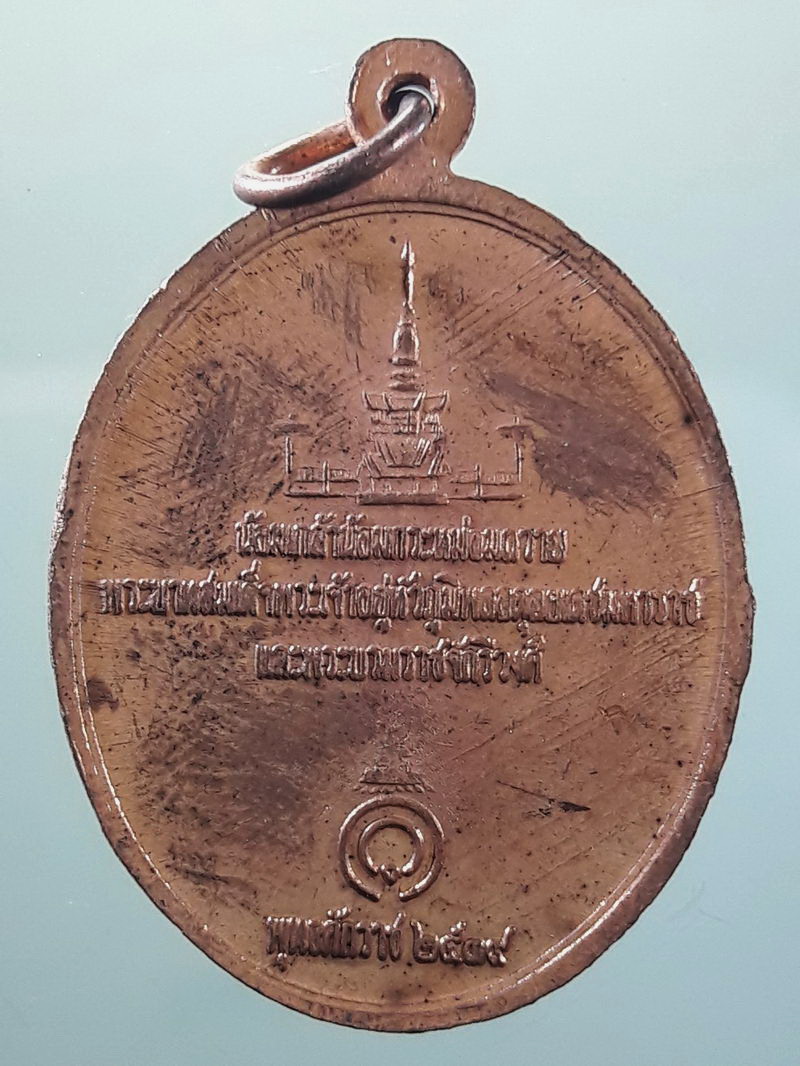 น้อมเกล้าน้อมกระหม่อมถวาย
พระบาทสมเด็จพระเจ้าอยู่หัวภูมิพลอดุลยเดชมหาราช
และพระบรมราชจักรีวงศ์
พุทธศักราช ๒๕๓๙